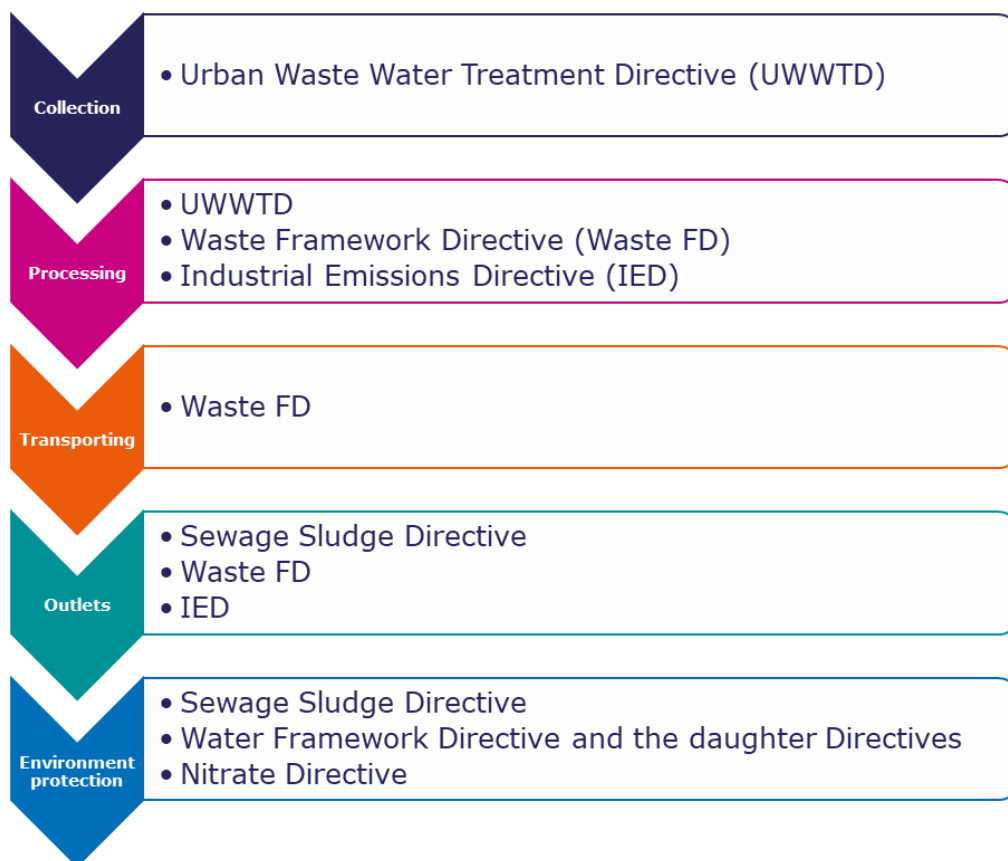 Collection
• Urban Waste Water Treatment Directive (UWWTD)
Processing
• UWWTD
• Waste Framework Directive (Waste FD)
• Industrial Emissions Directive (IED)
Transporting
• Waste FD
Outlets
• Sewage Sludge Directive
• Waste FD
• IED
Environment
protection
• Sewage Sludge Directive
• Water Framework Directive and the daughter Directives
• Nitrate Directive